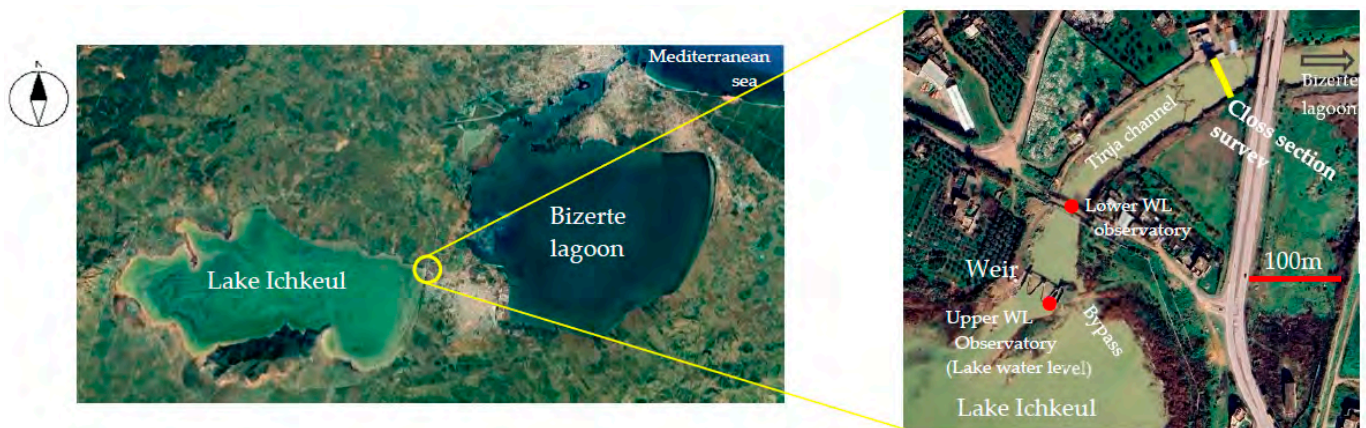 N
Mediterranean
sea
Lake Ichkeul
Bizerte
lagoon
Bizerte
lagoon
Tinja channel
Closs section
survey
Lower WL
observatory
100m
Weir
Upper WL
Observatory
(Lake water level)
Bypass
Lake Ichkeul